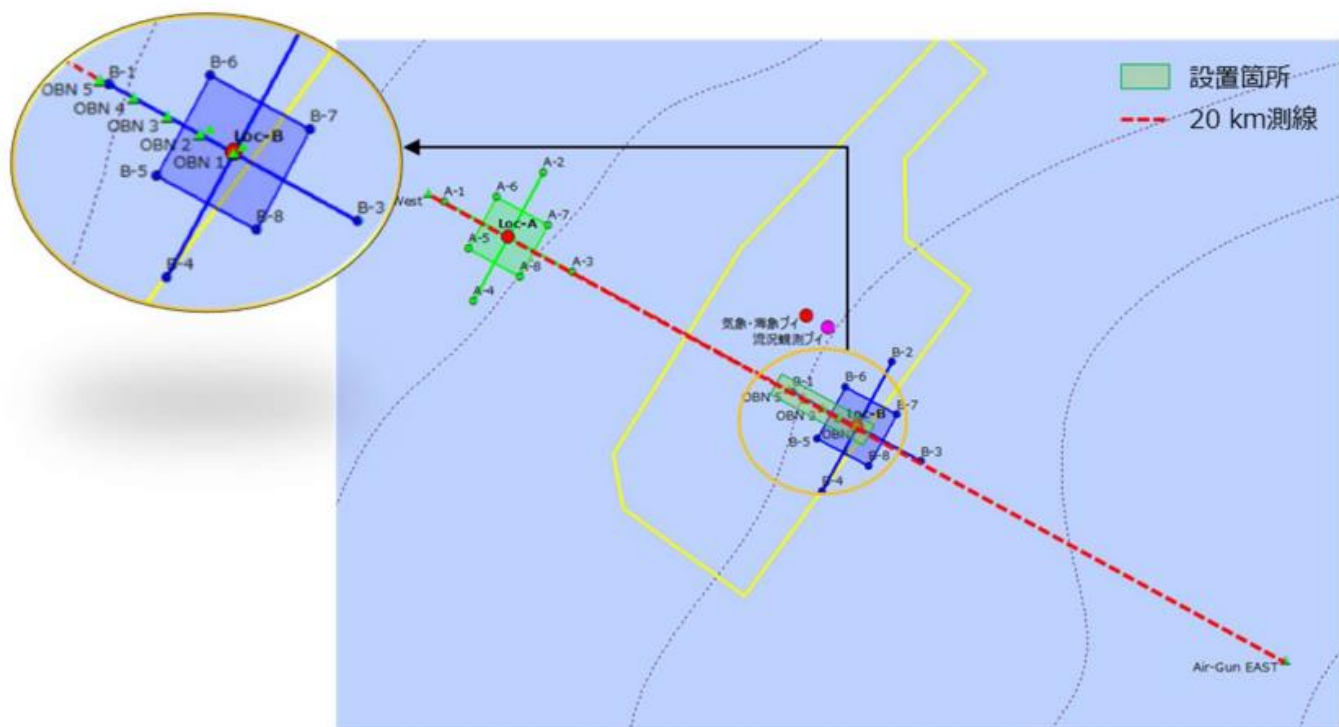 B-6
B-1
OBN 5
OBN 4
B-7
OBN 3
OBN 2
Loc-B
OBN 1
B-5
B-8
B-3
B-4
設置箇所
20 km測線
West
A-1
A-2
A-6
A-7
Loc-A
A-5
A-8
A-3
A-4
気象・海象ブイ
流況観測ブイ
B-2
B-6
B-1
OBN 5
B-7
OBN 3
Loc-B
OBN
B-5
B-8
B-3
B-4
Air-Gun EAST